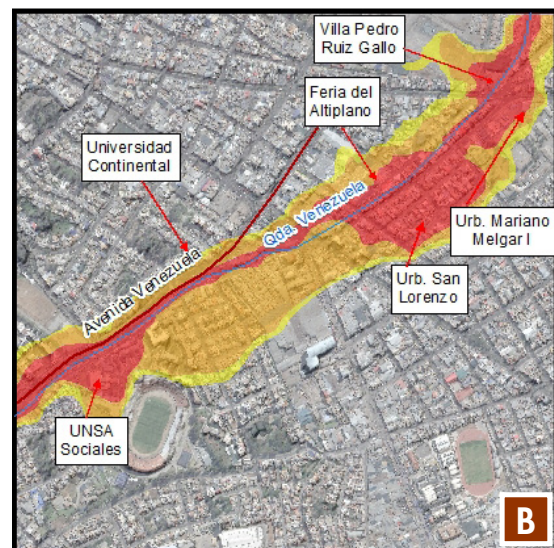 Villa Pedro
Ruiz Gallo
Feria del
Altiplano
Universidad
Continental
Qda. Venezuela
Avenida Venezuela
Urb. Mariano
Melgar I
Urb. San
Lorenzo
UNSA
Sociales
B